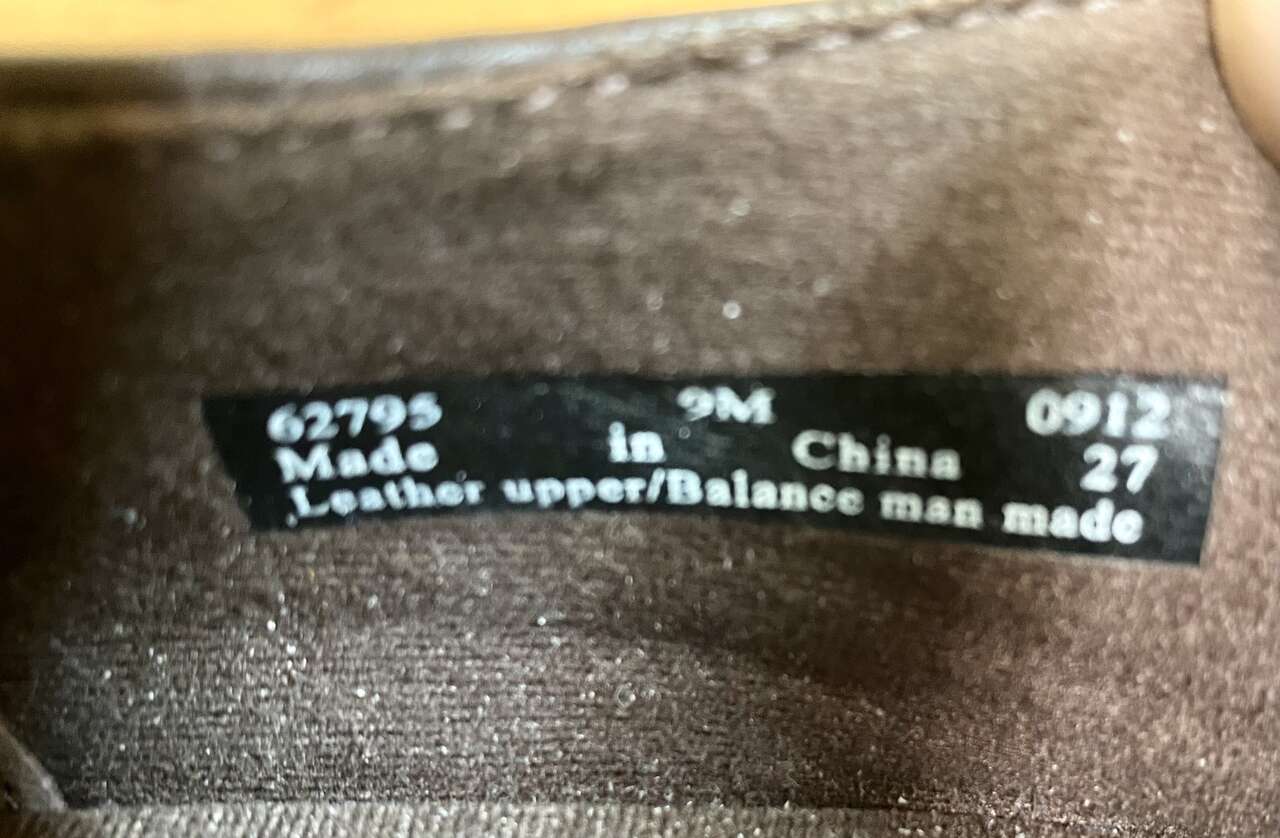 62795 9M 0912
Made in China 27
Leather upper/Balance man made